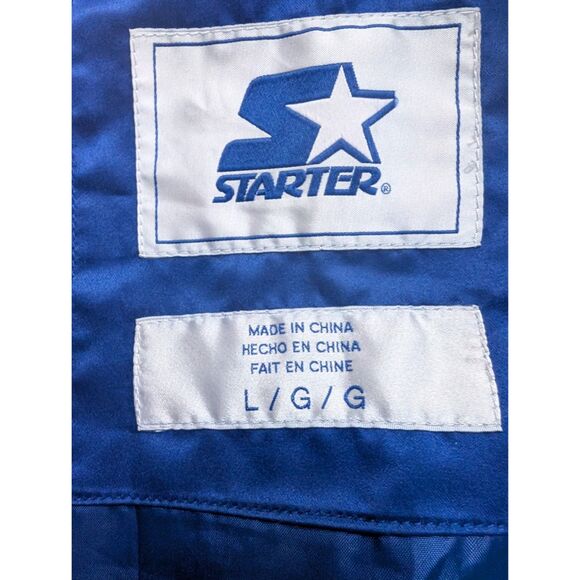 STARTER®
MADE IN CHINA
HECHO EN CHINA
FAIT EN CHINE
L / G / G